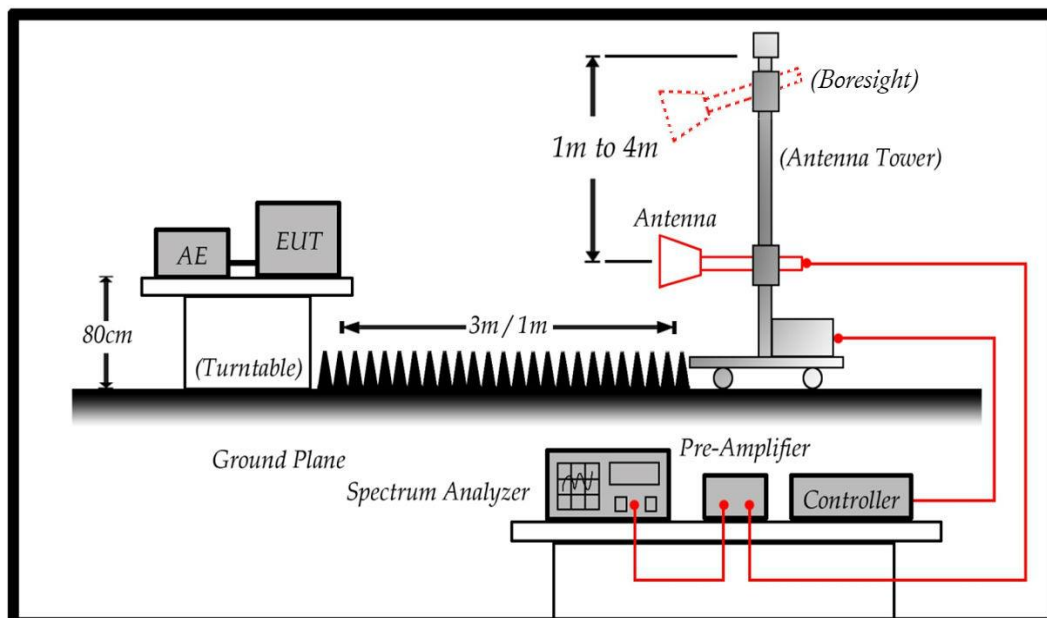 (Boresight)
1m to 4m
(Antenna Tower)
Antenna
EUT
AE
80cm
3m / 1m
(Turntable)
Ground Plane
Pre-Amplifier
Spectrum Analyzer
Controller